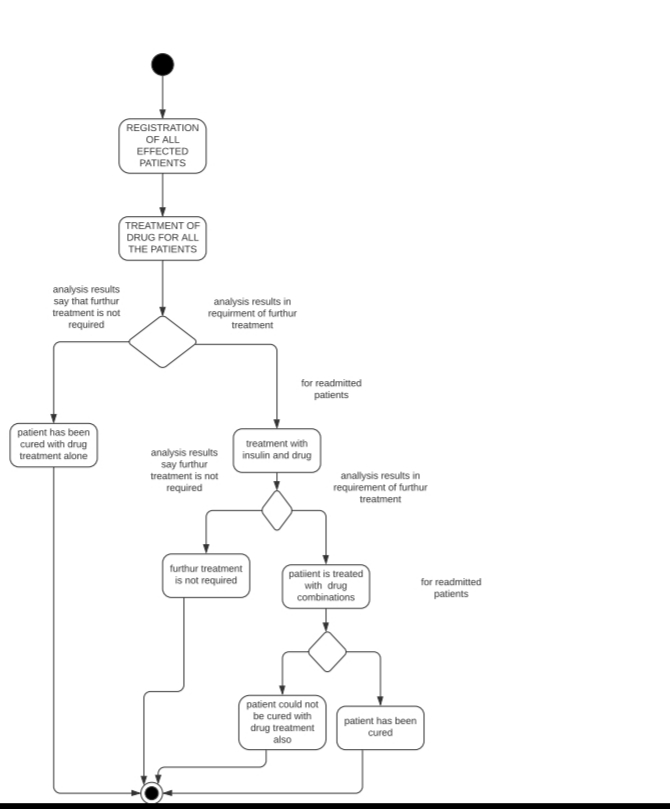 REGISTRATION
OF ALL
EFFECTED
PATIENTS
TREATMENT OF
DRUG FOR ALL
THE PATIENTS
analysis results
say that furthur
treatment is not
required
analysis results in
requirment of furthur
treatment
for readmitted
patients
patient has been
cured with drug
treatment alone
treatment with
insulin and drug
analysis results
say furthur
treatment is not
required
anallysis results in
requirement of furthur
treatment
furthur treatment
is not required
patiient is treated
with drug
combinations
for readmitted
patients
patient could not
be cured with
drug treatment
also
patient has been
cured